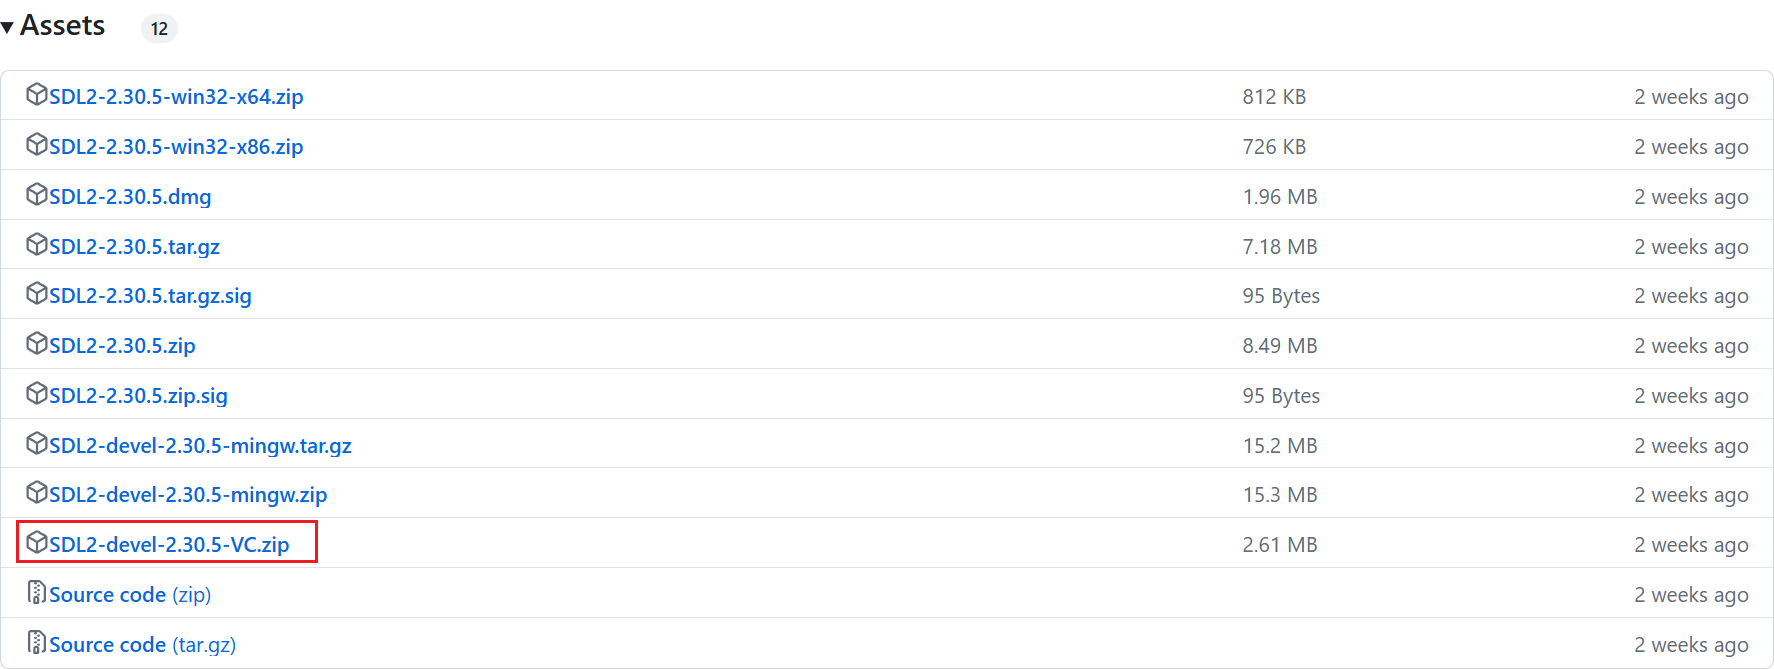 Assets 12
SDL2-2.30.5-win32-x64.zip 812 KB 2 weeks ago
SDL2-2.30.5-win32-x86.zip 726 KB 2 weeks ago
SDL2-2.30.5.dmg 1.96 MB 2 weeks ago
SDL2-2.30.5.tar.gz 7.18 MB 2 weeks ago
SDL2-2.30.5.tar.gz.sig 95 Bytes 2 weeks ago
SDL2-2.30.5.zip 8.49 MB 2 weeks ago
SDL2-2.30.5.zip.sig 95 Bytes 2 weeks ago
SDL2-devel-2.30.5-mingw.tar.gz 15.2 MB 2 weeks ago
SDL2-devel-2.30.5-mingw.zip 15.3 MB 2 weeks ago
SDL2-devel-2.30.5-VC.zip 2.61 MB 2 weeks ago
Source code (zip) 2 weeks ago
Source code (tar.gz) 2 weeks ago